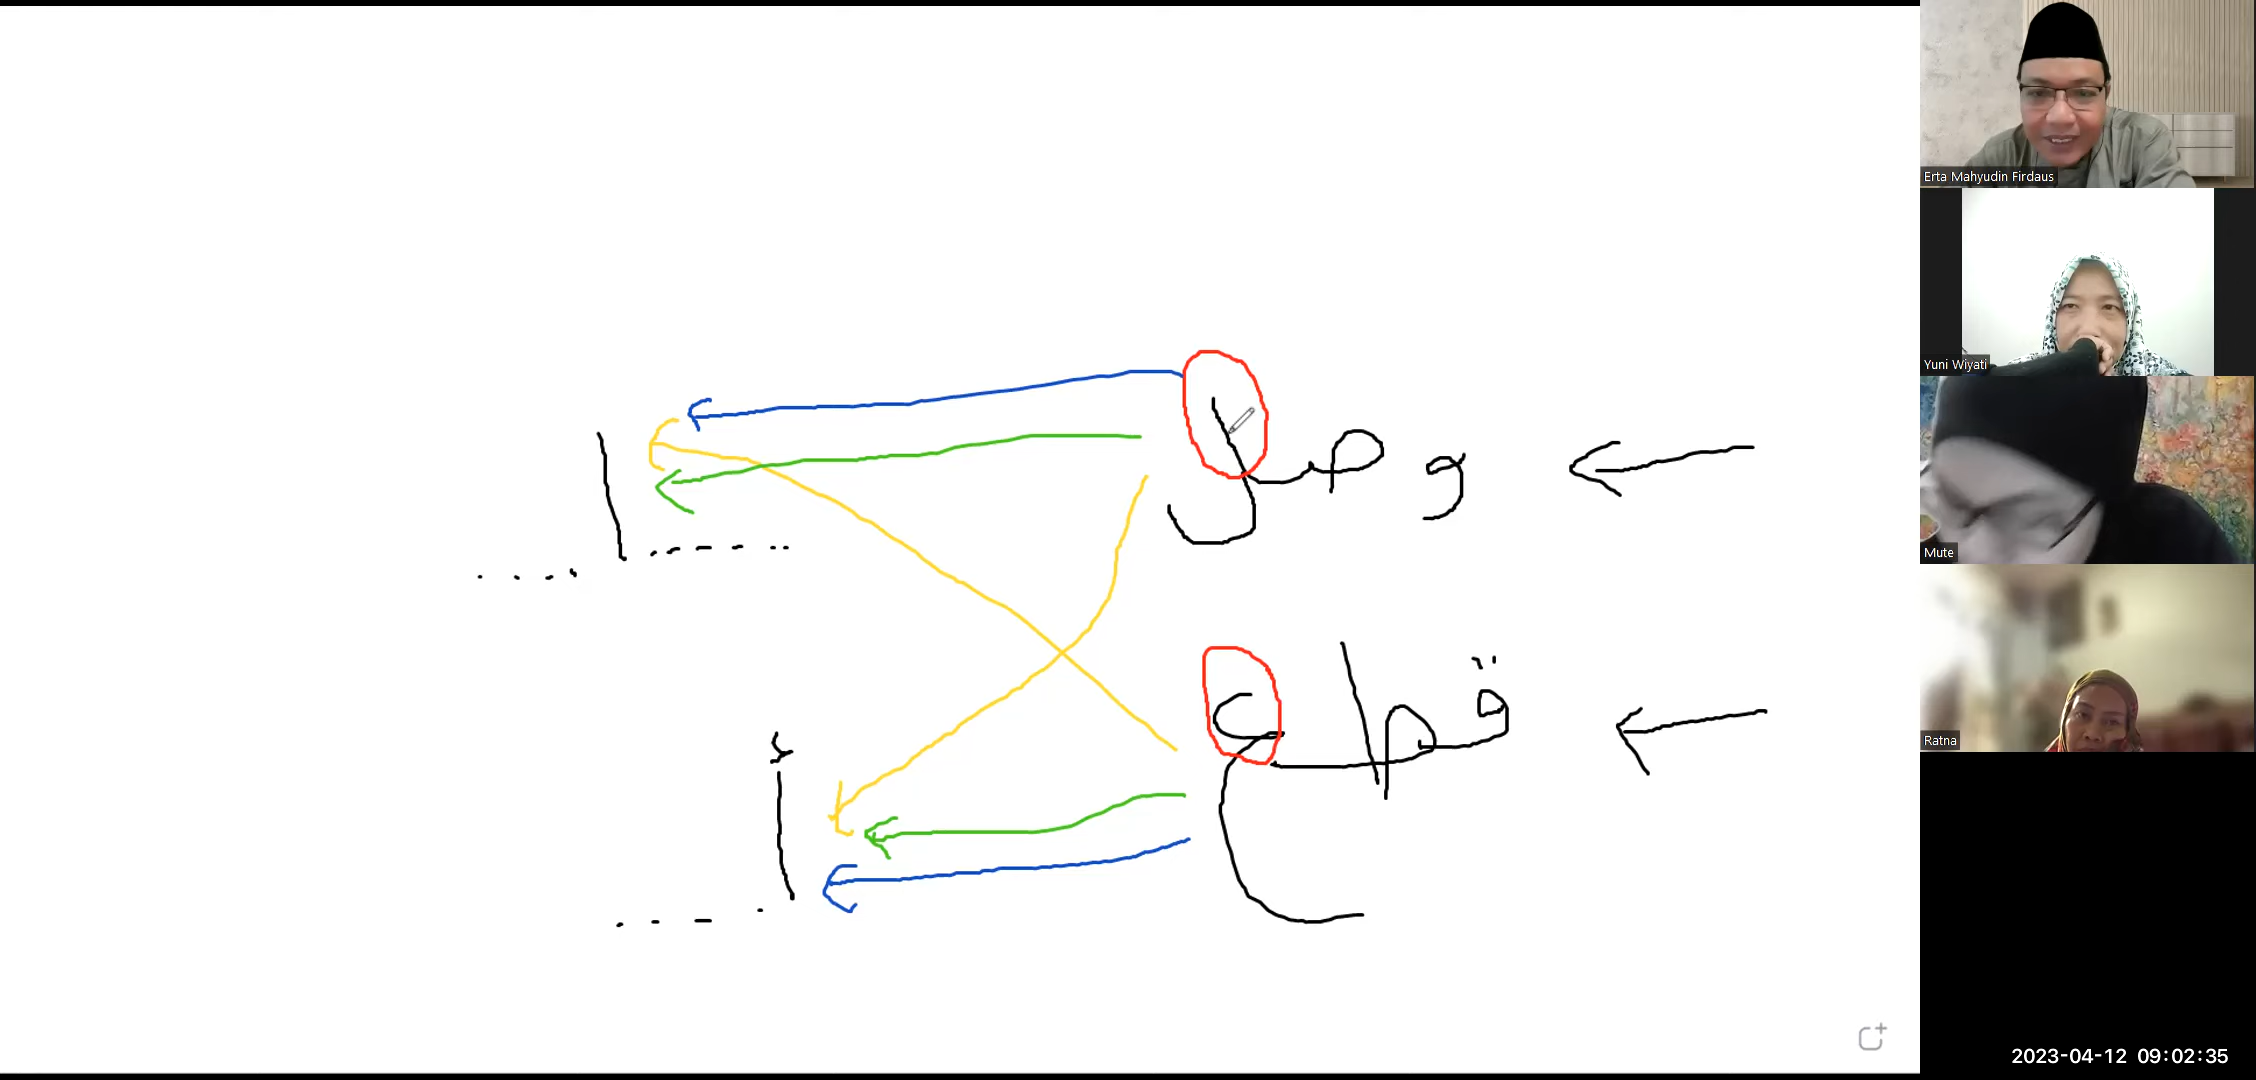 Erta Mahyudin Firdaus
Yuni Wiyati
Mute
Ratna
وصل
ا
قطع
أ
2023-04-12 09:02:35